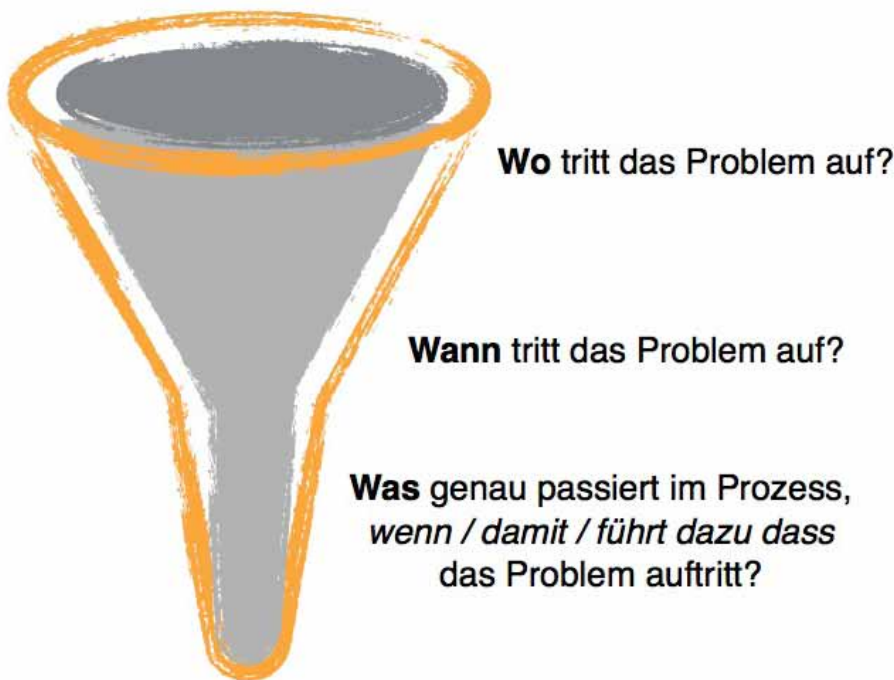 Wo tritt das Problem auf?
Wann tritt das Problem auf?
Was genau passiert im Prozess,
wenn / damit / führt dazu dass
das Problem auftritt?